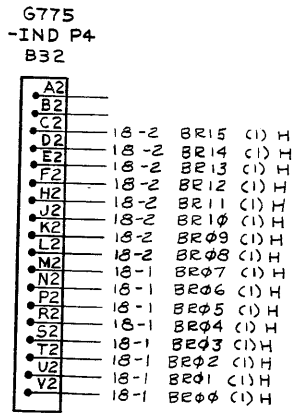 G775
-IND P4
B32
A2
B2
C2 18-2 BR15 (1) H
D2 18-2 BR14 (1) H
E2 18-2 BR13 (1) H
F2 18-2 BR12 (1) H
H2 18-2 BR11 (1) H
J2 18-2 BR1Ø (1) H
K2 18-2 BRØ9 (1) H
L2 18-2 BRØ8 (1) H
M2 18-1 BRØ7 (1) H
N2 18-1 BRØ6 (1) H
P2 18-1 BRØ5 (1) H
R2 18-1 BRØ4 (1) H
S2 18-1 BRØ3 (1) H
T2 18-1 BRØ2 (1) H
U2 18-1 BRØ1 (1) H
V2 18-1 BRØØ (1) H